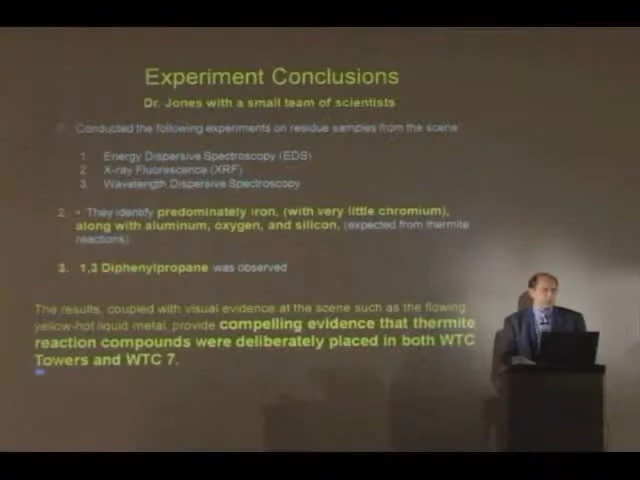 Experiment Conclusions
Dr. Jones with a small team of scientists
Conducted the following experiments on residue samples from the scene
1. Energy Dispersive Spectroscopy (EDS)
2. X-ray Fluorescence (XRF)
3. Wavelength Dispersive Spectroscopy
2. - They identify predominately iron, (with very little chromium),
along with aluminum, oxygen, and silicon, (expected from thermite
reactions)
3. 1,3 Diphenylpropane was observed
The results, coupled with visual evidence at the scene such as the flowing
yellow-hot liquid metal, provide compelling evidence that thermite
reaction compounds were deliberately placed in both WTC
Towers and WTC 7.